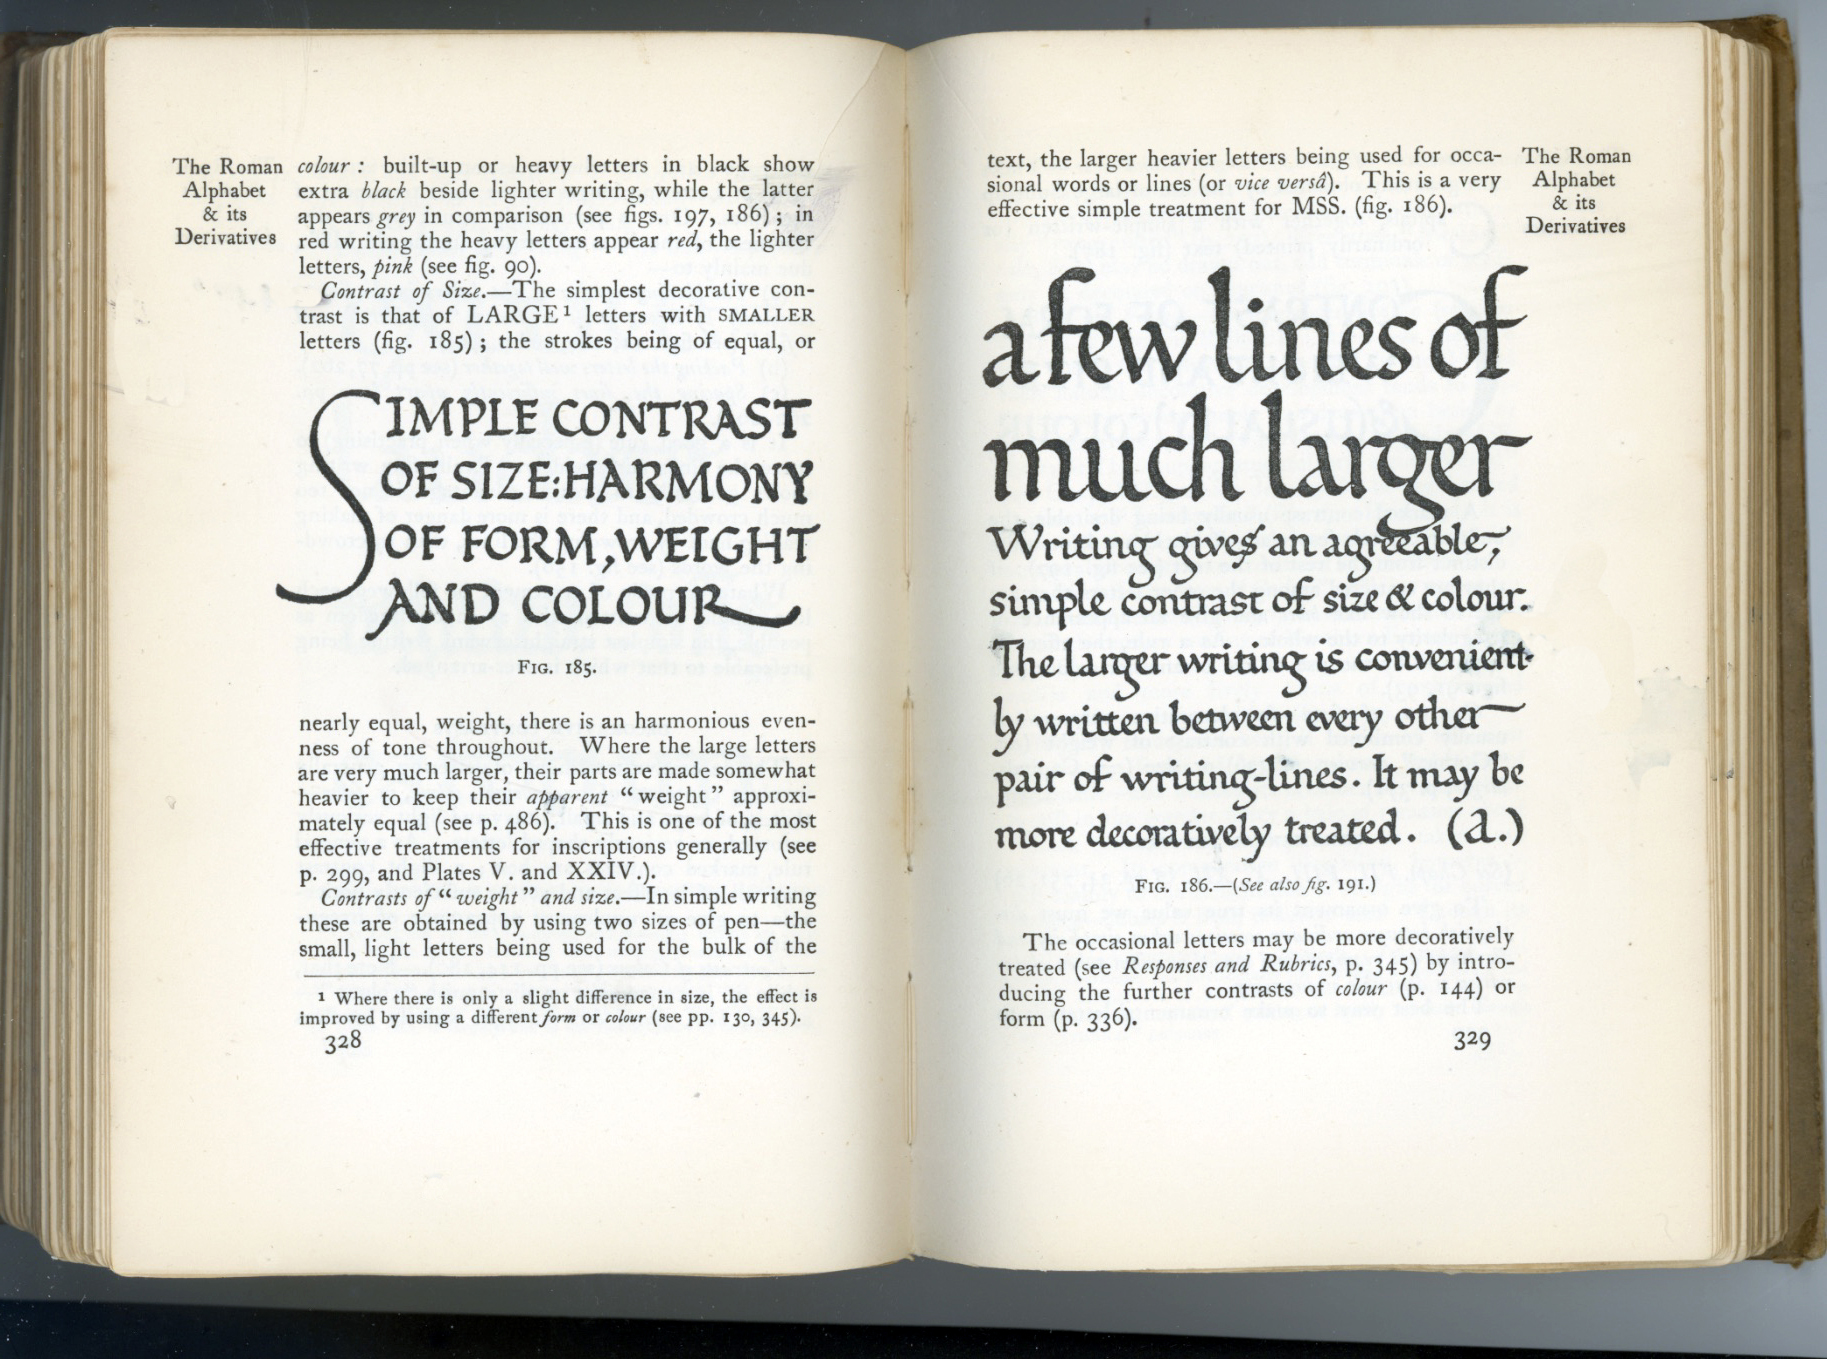 The Roman
Alphabet
& its
Derivatives
colour : built-up or heavy letters in black show
extra black beside lighter writing, while the latter
appears grey in comparison (see figs. 197, 186) ; in
red writing the heavy letters appear red, the lighter
letters, pink (see fig. 90).
Contrast of Size.—The simplest decorative con-
trast is that of LARGE¹ letters with SMALLER
letters (fig. 185) ; the strokes being of equal, or
SIMPLE CONTRAST
OF SIZE:HARMONY
OF FORM,WEIGHT
AND COLOUR
FIG. 185.
nearly equal, weight, there is an harmonious even-
ness of tone throughout. Where the large letters
are very much larger, their parts are made somewhat
heavier to keep their apparent “weight” approxi-
mately equal (see p. 486). This is one of the most
effective treatments for inscriptions generally (see
p. 299, and Plates V. and XXIV.).
Contrasts of “weight” and size.—In simple writing
these are obtained by using two sizes of pen—the
small, light letters being used for the bulk of the
¹ Where there is only a slight difference in size, the effect is
improved by using a different form or colour (see pp. 130, 345).
328
text, the larger heavier letters being used for occa-
sional words or lines (or vice versâ). This is a very
effective simple treatment for MSS. (fig. 186).
The Roman
Alphabet
& its
Derivatives
a few lines of
much larger
Writing gives an agreeable,
simple contrast of size & colour.
The larger writing is convenient-
ly written between every other
pair of writing-lines. It may be
more decoratively treated. (a.)
FIG. 186.—(See also fig. 191.)
The occasional letters may be more decoratively
treated (see Responses and Rubrics, p. 345) by intro-
ducing the further contrasts of colour (p. 144) or
form (p. 336).
329